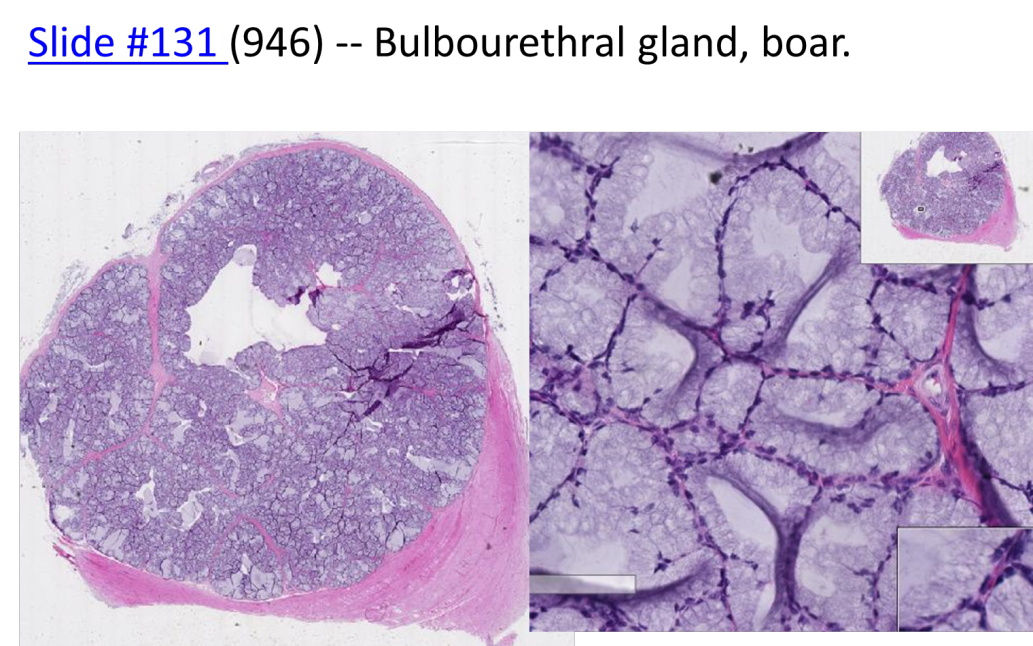 Slide #131 (946) -- Bulbourethral gland, boar.